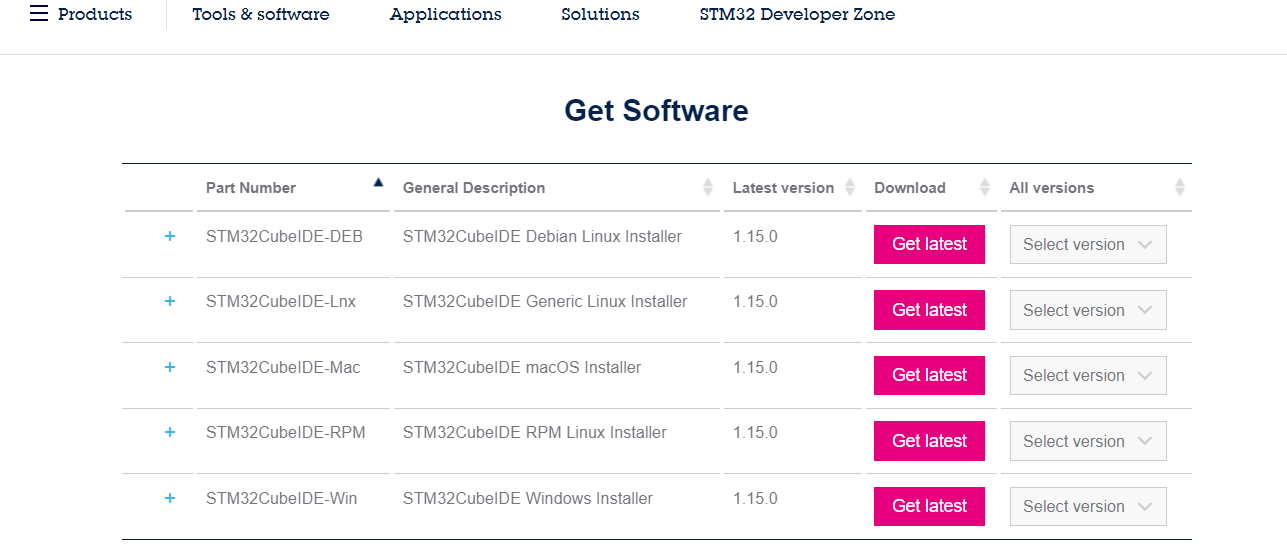 Products Tools & software Applications Solutions STM32 Developer Zone
Get Software
Part Number General Description Latest version Download All versions
+ STM32CubeIDE-DEB STM32CubeIDE Debian Linux Installer 1.15.0 Get latest Select version
+ STM32CubeIDE-Lnx STM32CubeIDE Generic Linux Installer 1.15.0 Get latest Select version
+ STM32CubeIDE-Mac STM32CubeIDE macOS Installer 1.15.0 Get latest Select version
+ STM32CubeIDE-RPM STM32CubeIDE RPM Linux Installer 1.15.0 Get latest Select version
+ STM32CubeIDE-Win STM32CubeIDE Windows Installer 1.15.0 Get latest Select version